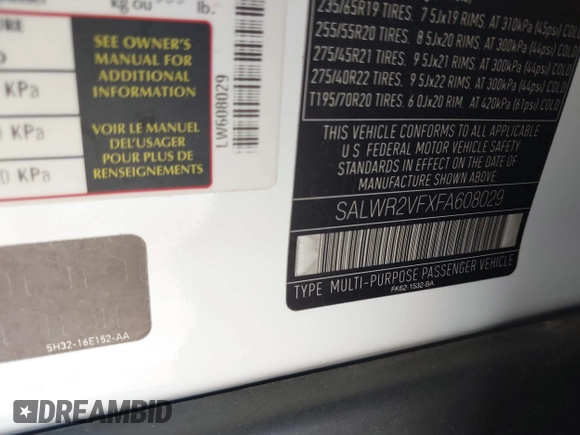 kg ou lb.
SEE OWNER'S
MANUAL FOR
ADDITIONAL
INFORMATION
VOIR LE MANUEL
DEL'USAGER
POUR PLUS DE
RENSEIGNEMENTS
KPa
KPa
0 KPa
LW608029
5H32-16E152-AA
235/65R19 TIRES, 7 5Jx19 RIMS, AT 310kPa (45psi) COLD
255/55R20 TIRES, 8 5Jx20 RIMS, AT 300kPa (44psi) COLD
275/45R21 TIRES, 9 5Jx21 RIMS, AT 300kPa (44psi) COLD
275/40R22 TIRES, 9 5Jx22 RIMS, AT 300kPa (44psi) COLD
T195/70R20 TIRES, 6 0Jx20 RIM, AT 420kPa (61psi) COLD
THIS VEHICLE CONFORMS TO ALL APPLICABLE
U S FEDERAL MOTOR VEHICLE SAFETY
STANDARDS IN EFFECT ON THE DATE OF
MANUFACTURE SHOWN ABOVE
SALWR2VFXFA608029
TYPE MULTI-PURPOSE PASSENGER VEHICLE
FK62-1532-BA
DREAMBID